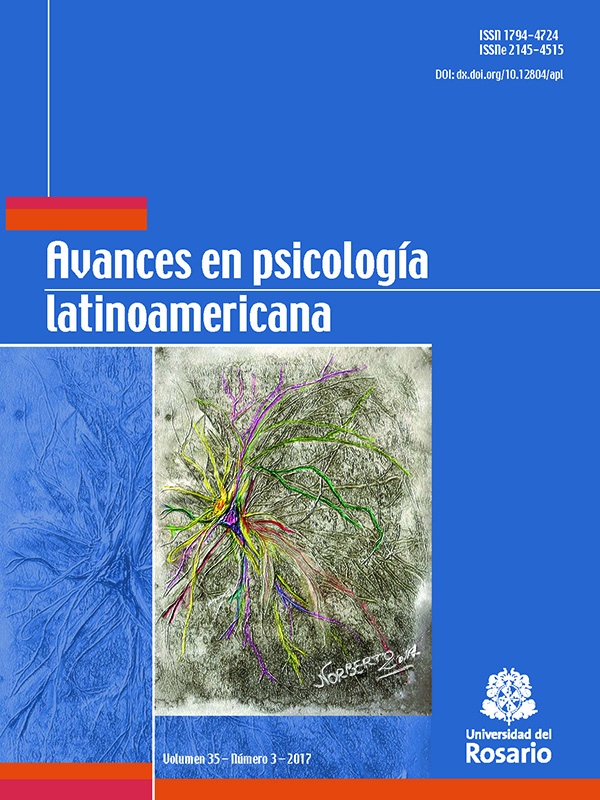 ISSN 1794-4724
ISSNe 2145-4515
DOI: dx.doi.org/10.12804/apl
Avances en psicología
latinoamericana
NORBERTO 2017.
Volumen 35 – Número 3 – 2017
Universidad del
Rosario